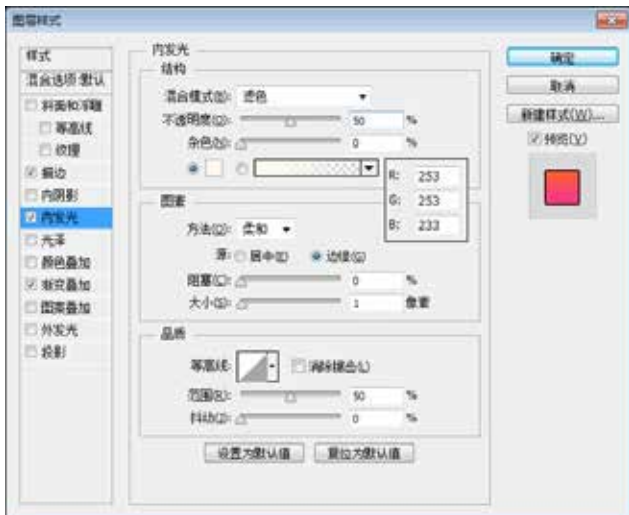 图层样式
样式
混合选项:默认
斜面和浮雕
等高线
纹理
描边
内阴影
内发光
光泽
颜色叠加
渐变叠加
图案叠加
外发光
投影
内发光
结构
混合模式(B): 滤色
不透明度(O): 50 %
杂色(N): 0 %
R: 253
G: 253
B: 233
图素
方法(Q): 柔和
源: 居中(E) 边缘(G)
阻塞(C): 0 %
大小(S): 1 像素
品质
等高线: 消除锯齿(L)
范围(R): 50 %
抖动(J): 0 %
设置为默认值 复位为默认值
确定
取消
新建样式(W)...
预览(V)